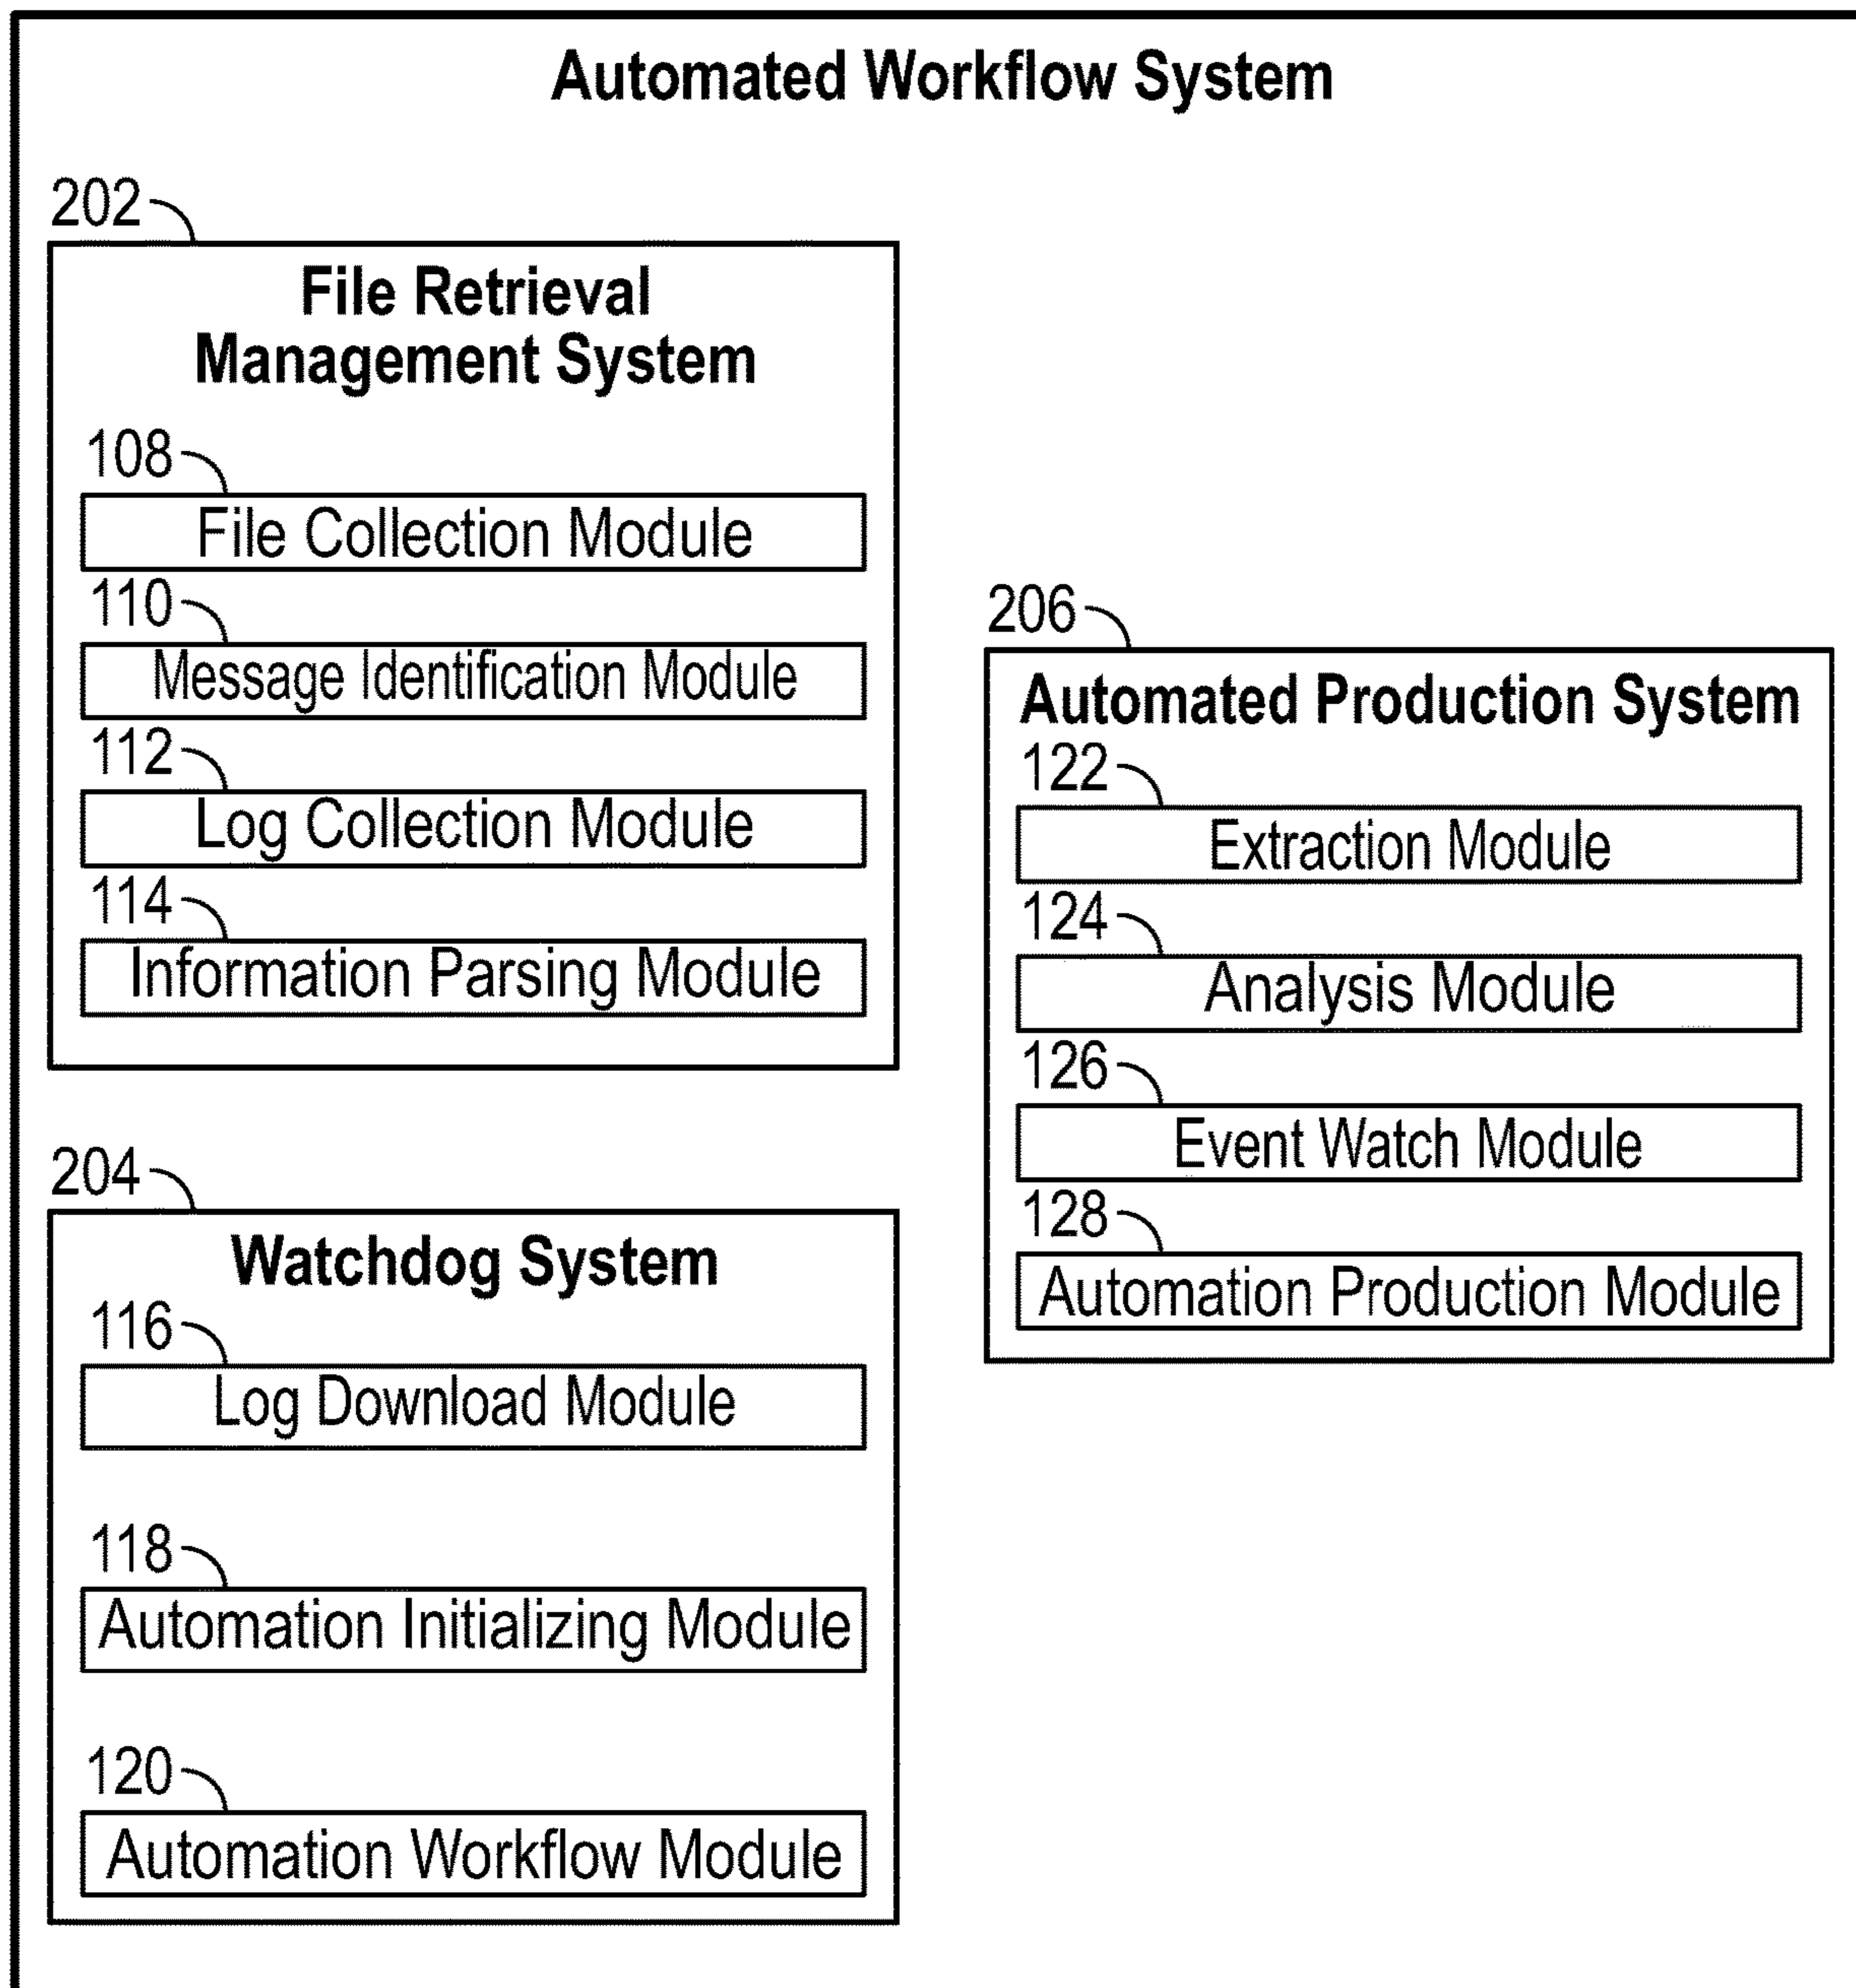 Automated Workflow System
202
File Retrieval
Management System
108
File Collection Module
110
Message Identification Module
112
Log Collection Module
114
Information Parsing Module
204
Watchdog System
116
Log Download Module
118
Automation Initializing Module
120
Automation Workflow Module
206
Automated Production System
122
Extraction Module
124
Analysis Module
126
Event Watch Module
128
Automation Production Module